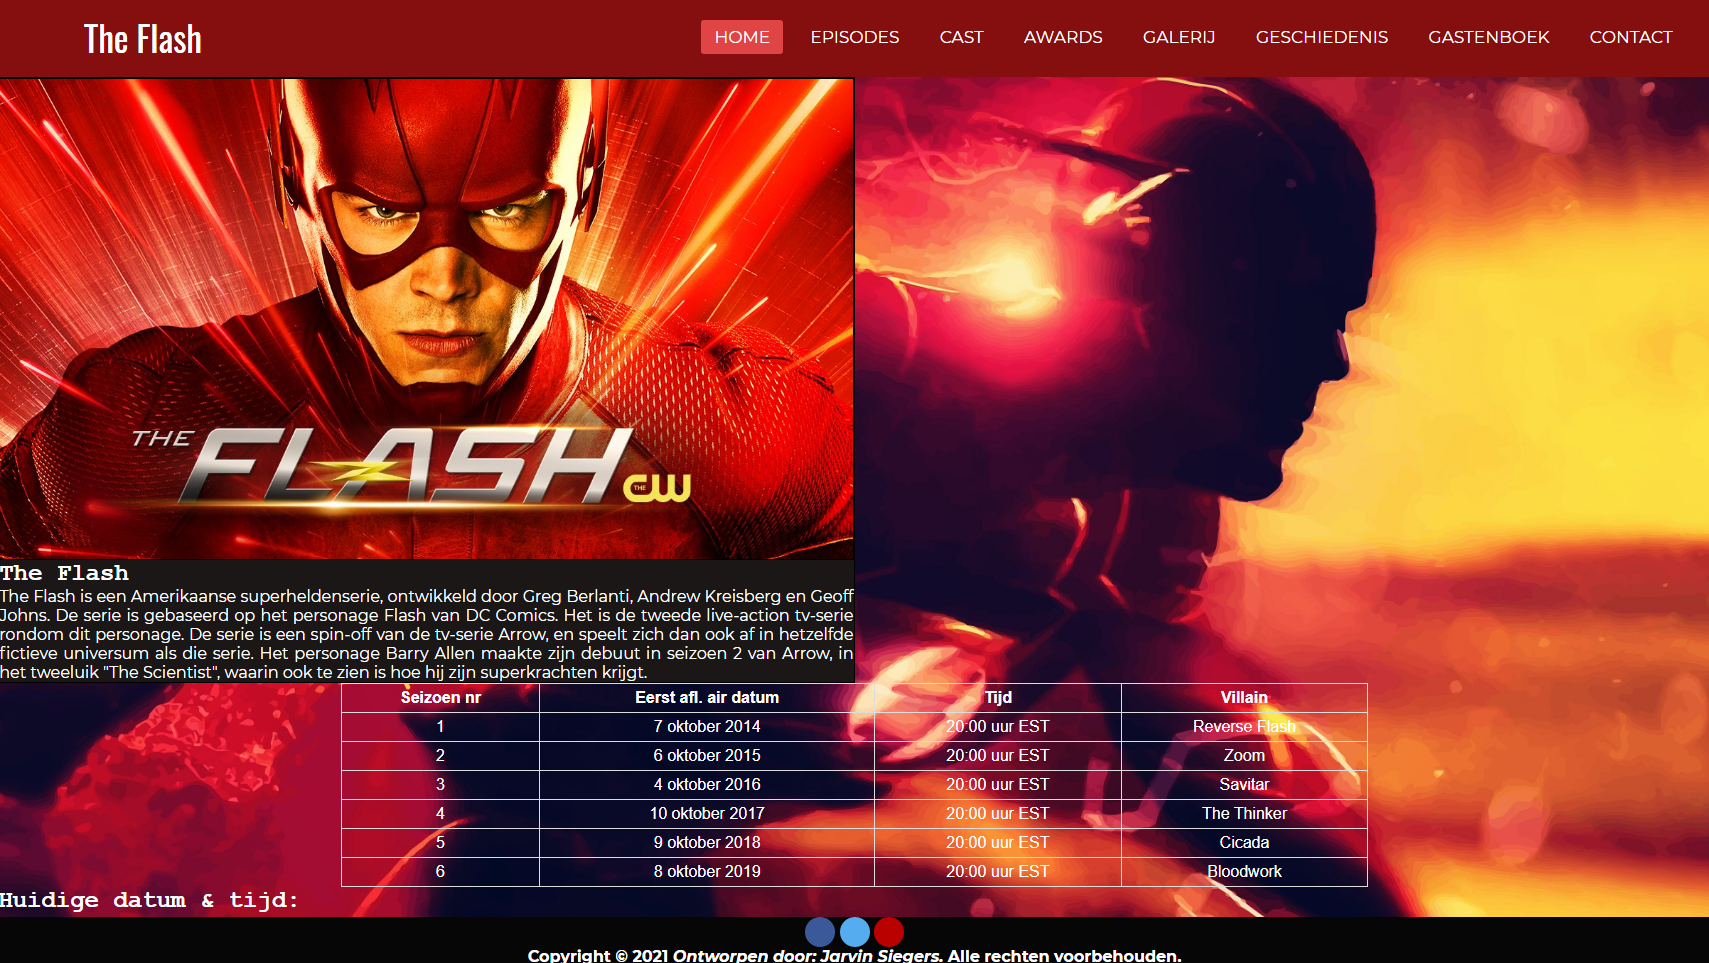 The Flash
HOME EPISODES CAST AWARDS GALERIJ GESCHIEDENIS GASTENBOEK CONTACT
THE FLASH THE CW
The Flash
The Flash is een Amerikaanse superheldenserie, ontwikkeld door Greg Berlanti, Andrew Kreisberg en Geoff
Johns. De serie is gebaseerd op het personage Flash van DC Comics. Het is de tweede live-action tv-serie
rondom dit personage. De serie is een spin-off van de tv-serie Arrow, en speelt zich dan ook af in hetzelfde
fictieve universum als die serie. Het personage Barry Allen maakte zijn debuut in seizoen 2 van Arrow, in
het tweeluik "The Scientist", waarin ook te zien is hoe hij zijn superkrachten krijgt.
Seizoen nr Eerst afl. air datum Tijd Villain
1 7 oktober 2014 20:00 uur EST Reverse Flash
2 6 oktober 2015 20:00 uur EST Zoom
3 4 oktober 2016 20:00 uur EST Savitar
4 10 oktober 2017 20:00 uur EST The Thinker
5 9 oktober 2018 20:00 uur EST Cicada
6 8 oktober 2019 20:00 uur EST Bloodwork
Huidige datum & tijd:
Copyright © 2021 Ontworpen door: Jarvin Siegers. Alle rechten voorbehouden.